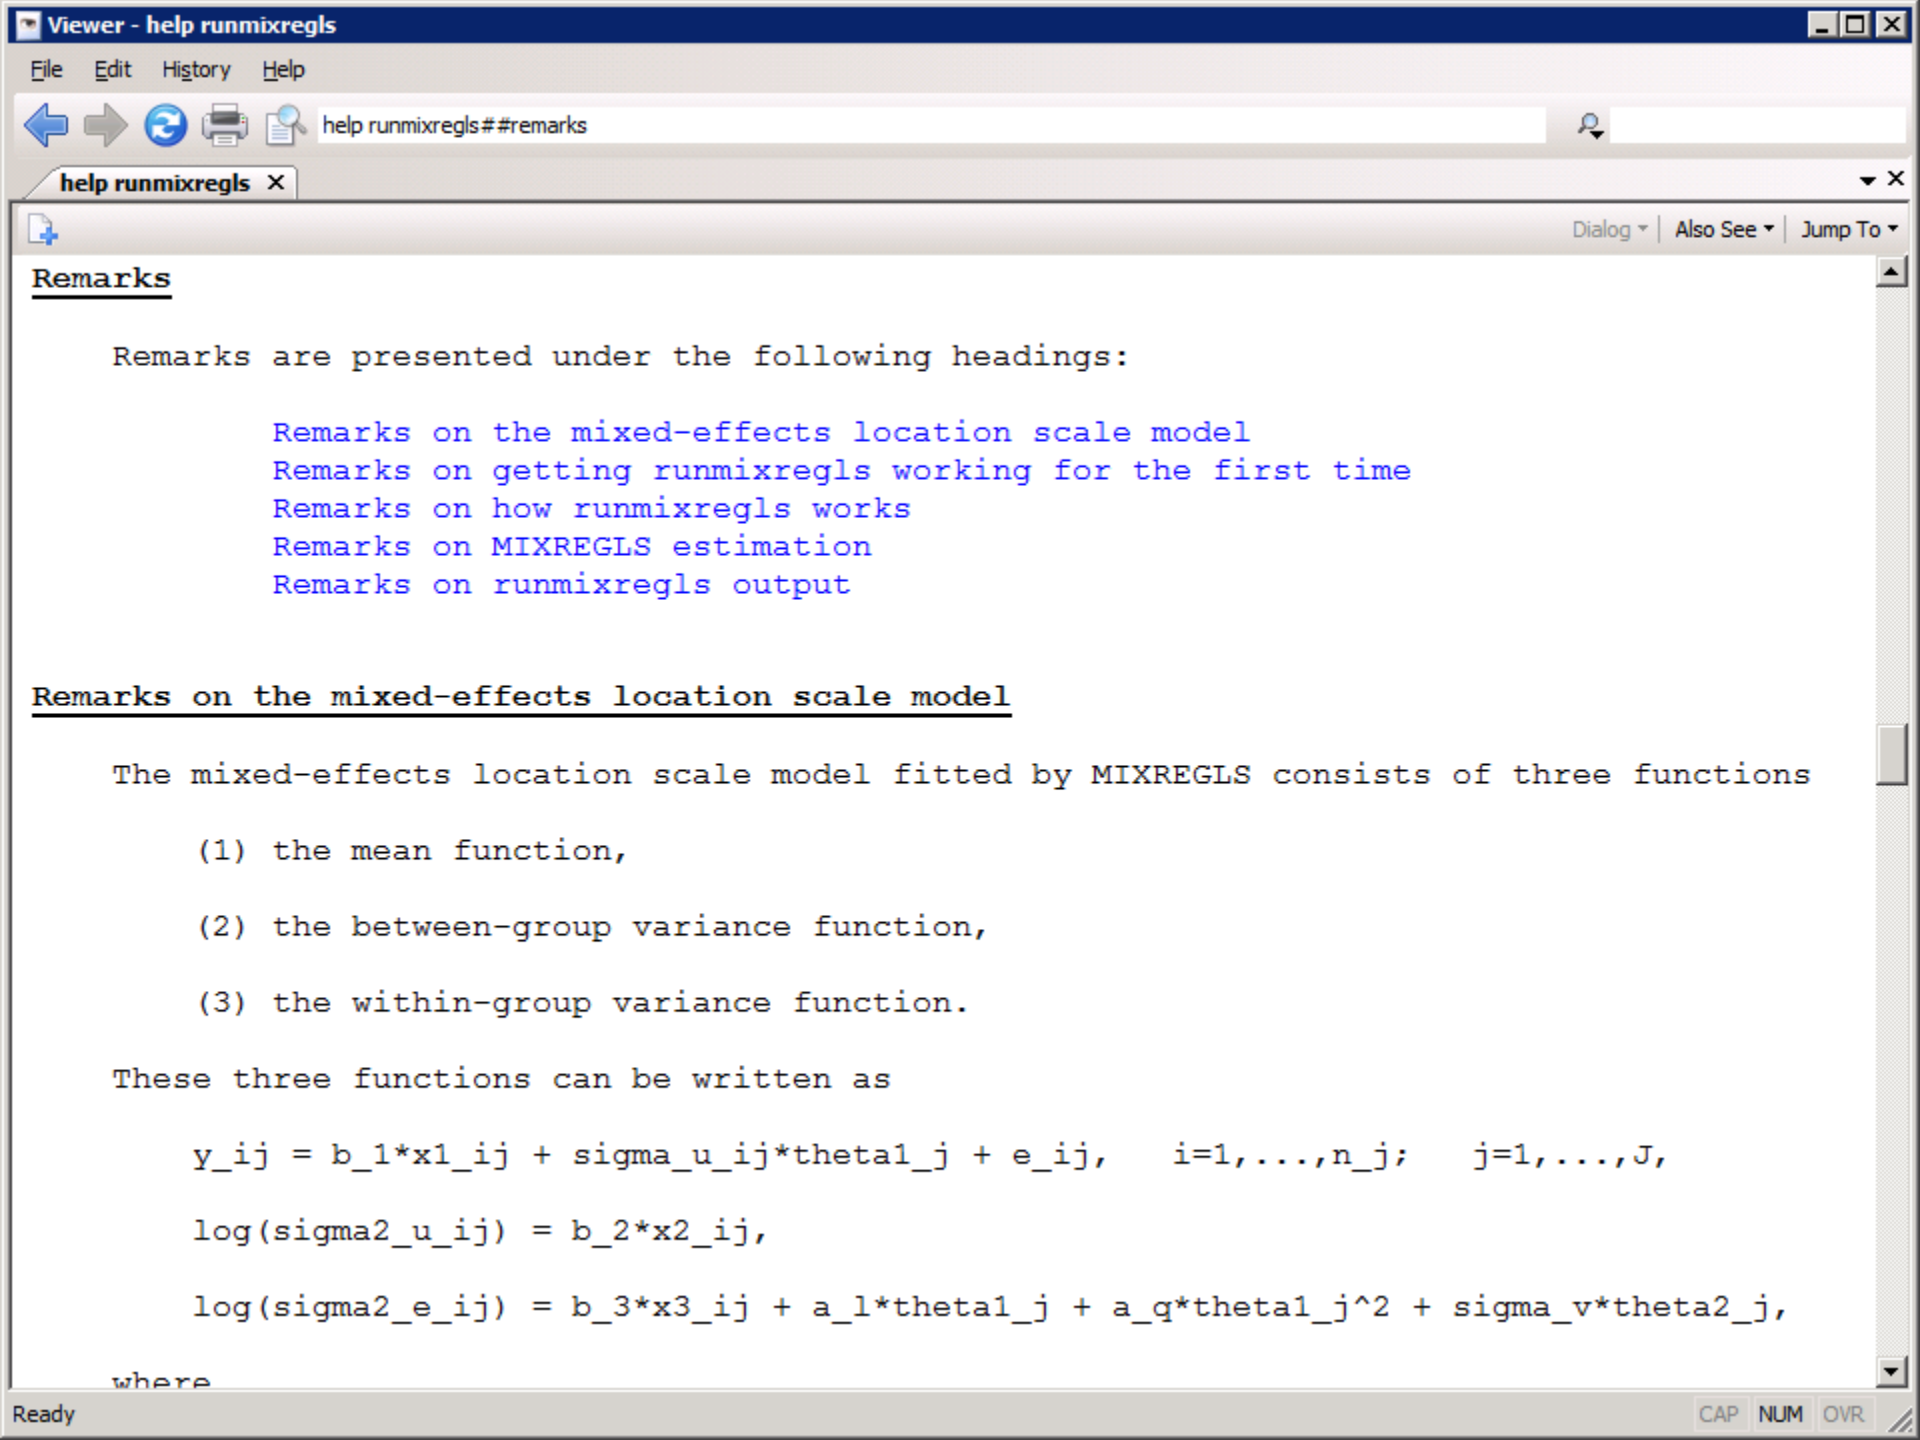 Viewer - help runmixregls
File Edit History Help
help runmixregls##remarks
help runmixregls
Dialog Also See Jump To
Remarks
Remarks are presented under the following headings:
Remarks on the mixed-effects location scale model
Remarks on getting runmixregls working for the first time
Remarks on how runmixregls works
Remarks on MIXREGLS estimation
Remarks on runmixregls output
Remarks on the mixed-effects location scale model
The mixed-effects location scale model fitted by MIXREGLS consists of three functions
(1) the mean function,
(2) the between-group variance function,
(3) the within-group variance function.
These three functions can be written as
y_ij = b_1*x1_ij + sigma_u_ij*theta1_j + e_ij,   i=1,...,n_j;   j=1,...,J,
log(sigma2_u_ij) = b_2*x2_ij,
log(sigma2_e_ij) = b_3*x3_ij + a_l*theta1_j + a_q*theta1_j^2 + sigma_v*theta2_j,
where
Ready CAP NUM OVR